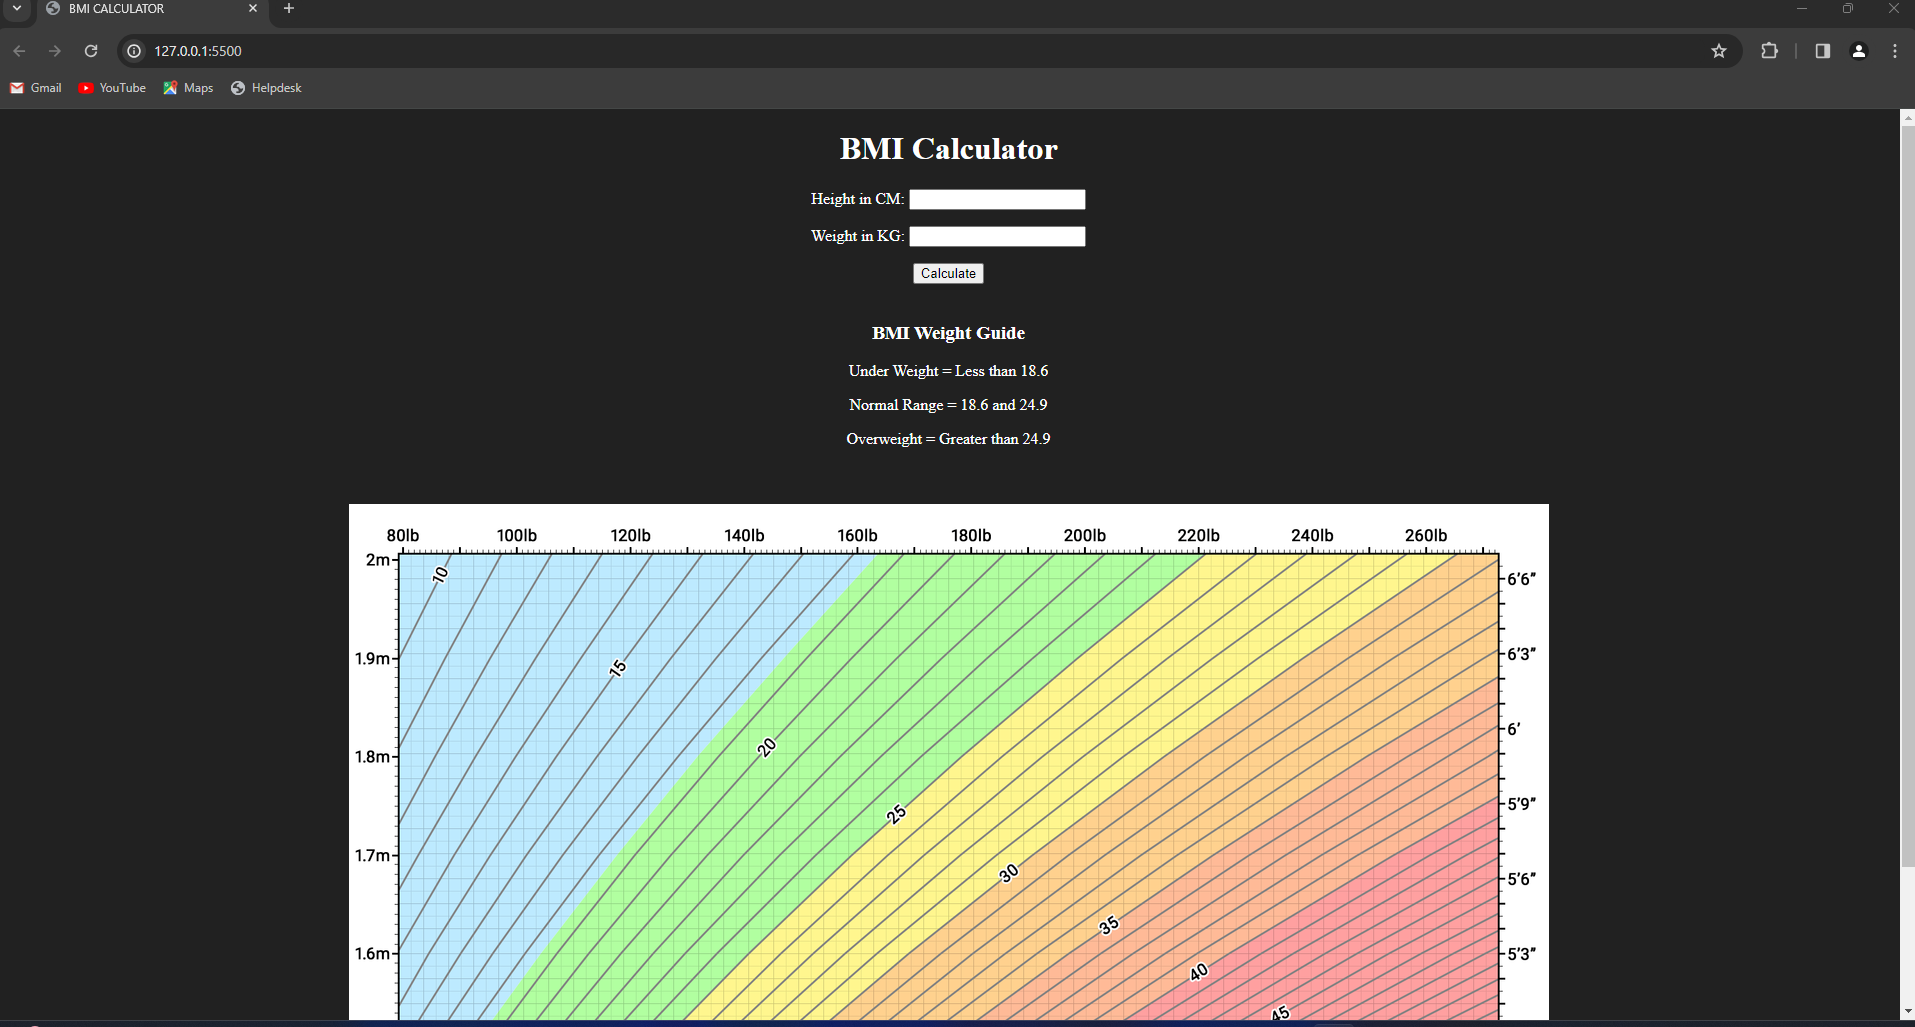 BMI CALCULATOR
127.0.0.1:5500
Gmail YouTube Maps Helpdesk
BMI Calculator
Height in CM:
Weight in KG:
Calculate
BMI Weight Guide
Under Weight = Less than 18.6
Normal Range = 18.6 and 24.9
Overweight = Greater than 24.9
80lb 100lb 120lb 140lb 160lb 180lb 200lb 220lb 240lb 260lb
2m
10
6′6″
1.9m
15
6′3″
6′
1.8m
20
5′9″
25
1.7m
30
5′6″
35
1.6m
5′3″
40
45